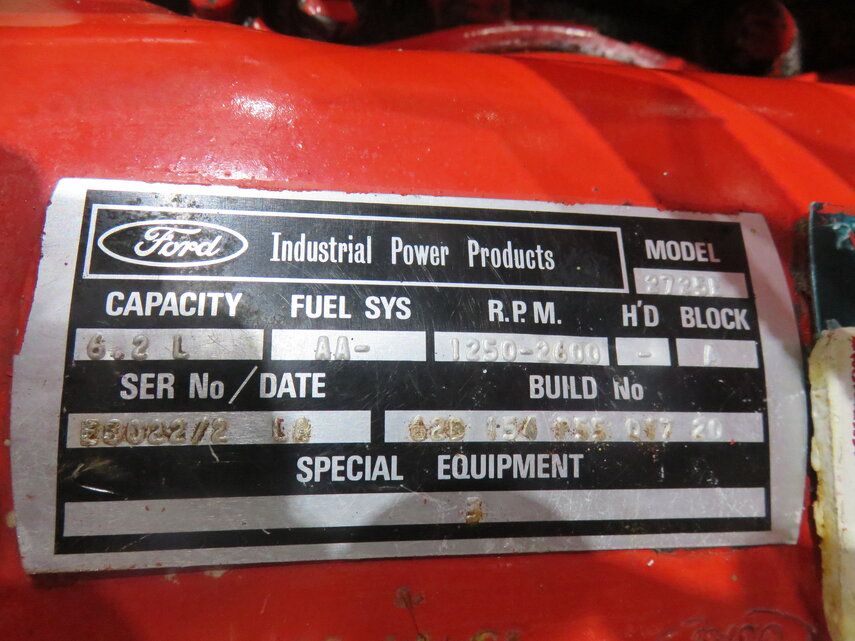 Ford Industrial Power Products
MODEL
CAPACITY FUEL SYS R.P.M. H'D BLOCK
6.2 L AA- 1250-2600 - A
SER No/DATE BUILD No
20
SPECIAL EQUIPMENT